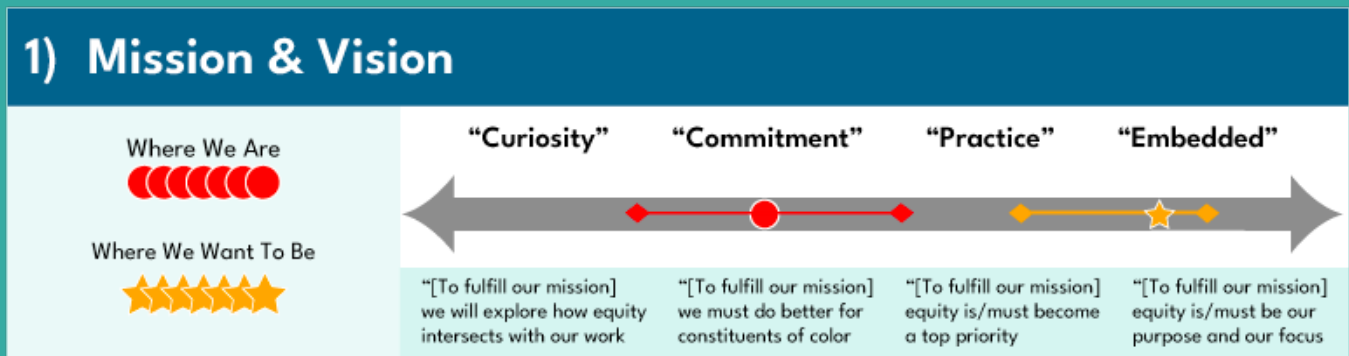 1) Mission & Vision
Where We Are
Where We Want To Be
“Curiosity” “Commitment” “Practice” “Embedded”
“[To fulfill our mission]
we will explore how equity
intersects with our work
“[To fulfill our mission]
we must do better for
constituents of color
“[To fulfill our mission]
equity is/must become
a top priority
“[To fulfill our mission]
equity is/must be our
purpose and our focus